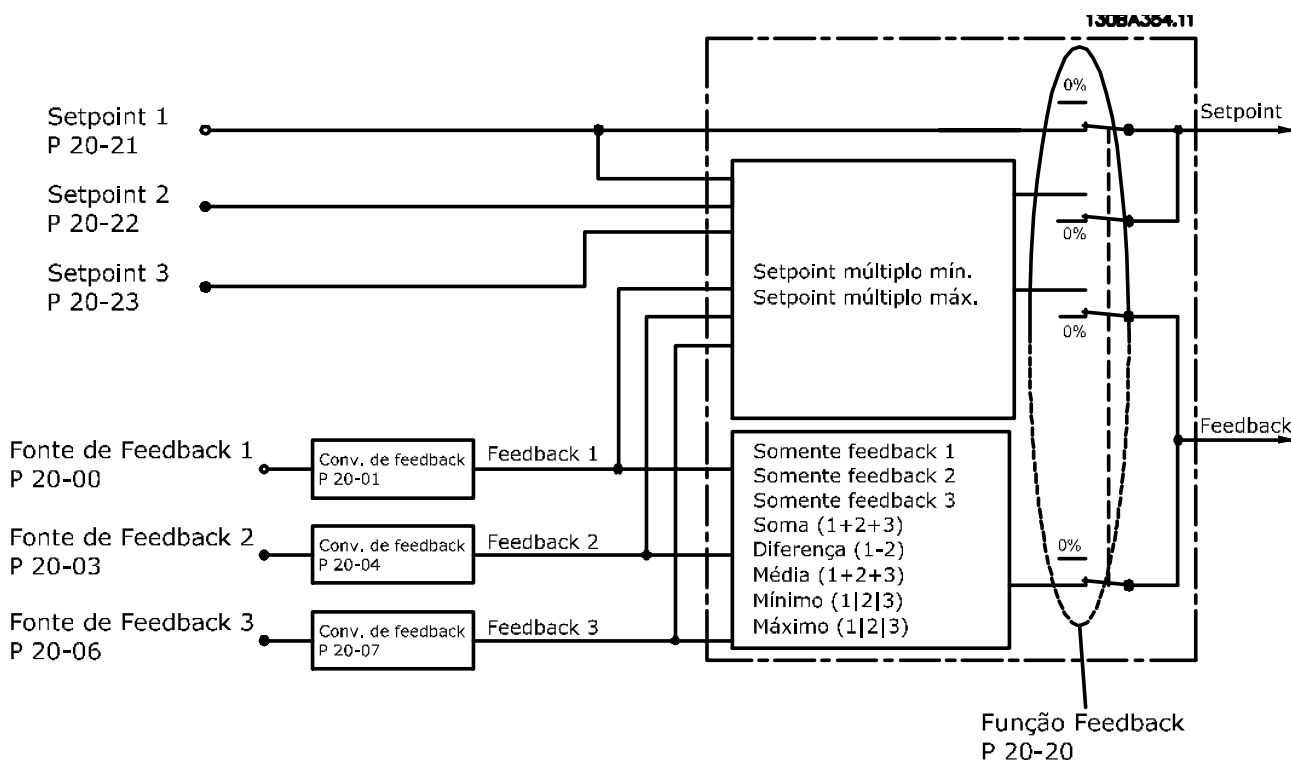 130BA354.11
Setpoint 1
P 20-21
Setpoint 2
P 20-22
Setpoint 3
P 20-23
0%
Setpoint
0%
Setpoint múltiplo mín.
Setpoint múltiplo máx.
0%
Fonte de Feedback 1
P 20-00
Conv. de feedback
P 20-01
Feedback 1
Fonte de Feedback 2
P 20-03
Conv. de feedback
P 20-04
Feedback 2
Fonte de Feedback 3
P 20-06
Conv. de feedback
P 20-07
Feedback 3
Somente feedback 1
Somente feedback 2
Somente feedback 3
Soma (1+2+3)
Diferença (1-2)
Média (1+2+3)
Mínimo (1|2|3)
Máximo (1|2|3)
0%
Feedback
Função Feedback
P 20-20